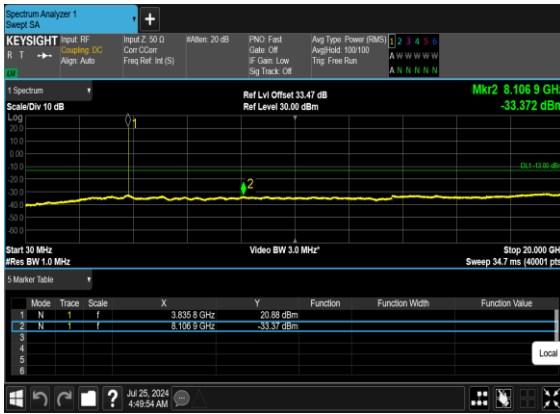 Spectrum Analyzer 1
Swept SA
+
KEYSIGHT Input: RF Input Z: 50 Ω #Atten: 20 dB PNO: Fast Avg Type: Power (RMS) 1 2 3 4 5 6
R T Coupling: DC Corr CCorr Gate: Off Avg|Hold: 100/100 A W W W W W
Align: Auto Freq Ref: Int (S) IF Gain: Low Trig: Free Run
Sig Track: Off A N N N N N
1 Spectrum Ref Lvl Offset 33.47 dB Mkr2 8.106 9 GHz
Scale/Div 10 dB Ref Level 30.00 dBm -33.372 dBm
Log
20.0
10.0
0.00
-10.0
DL1 -13.00 dBm
-20.0
-30.0
-40.0
-50.0
-60.0
1
2
Start 30 MHz Video BW 3.0 MHz* Stop 20.000 GHz
#Res BW 1.0 MHz Sweep 34.7 ms (40001 pts)
5 Marker Table
Mode Trace Scale X Y Function Function Width Function Value
1 N 1 f 3.835 8 GHz 20.88 dBm
2 N 1 f 8.106 9 GHz -33.37 dBm
3
4
5
6
Local
? Jul 25, 2024
4:49:54 AM